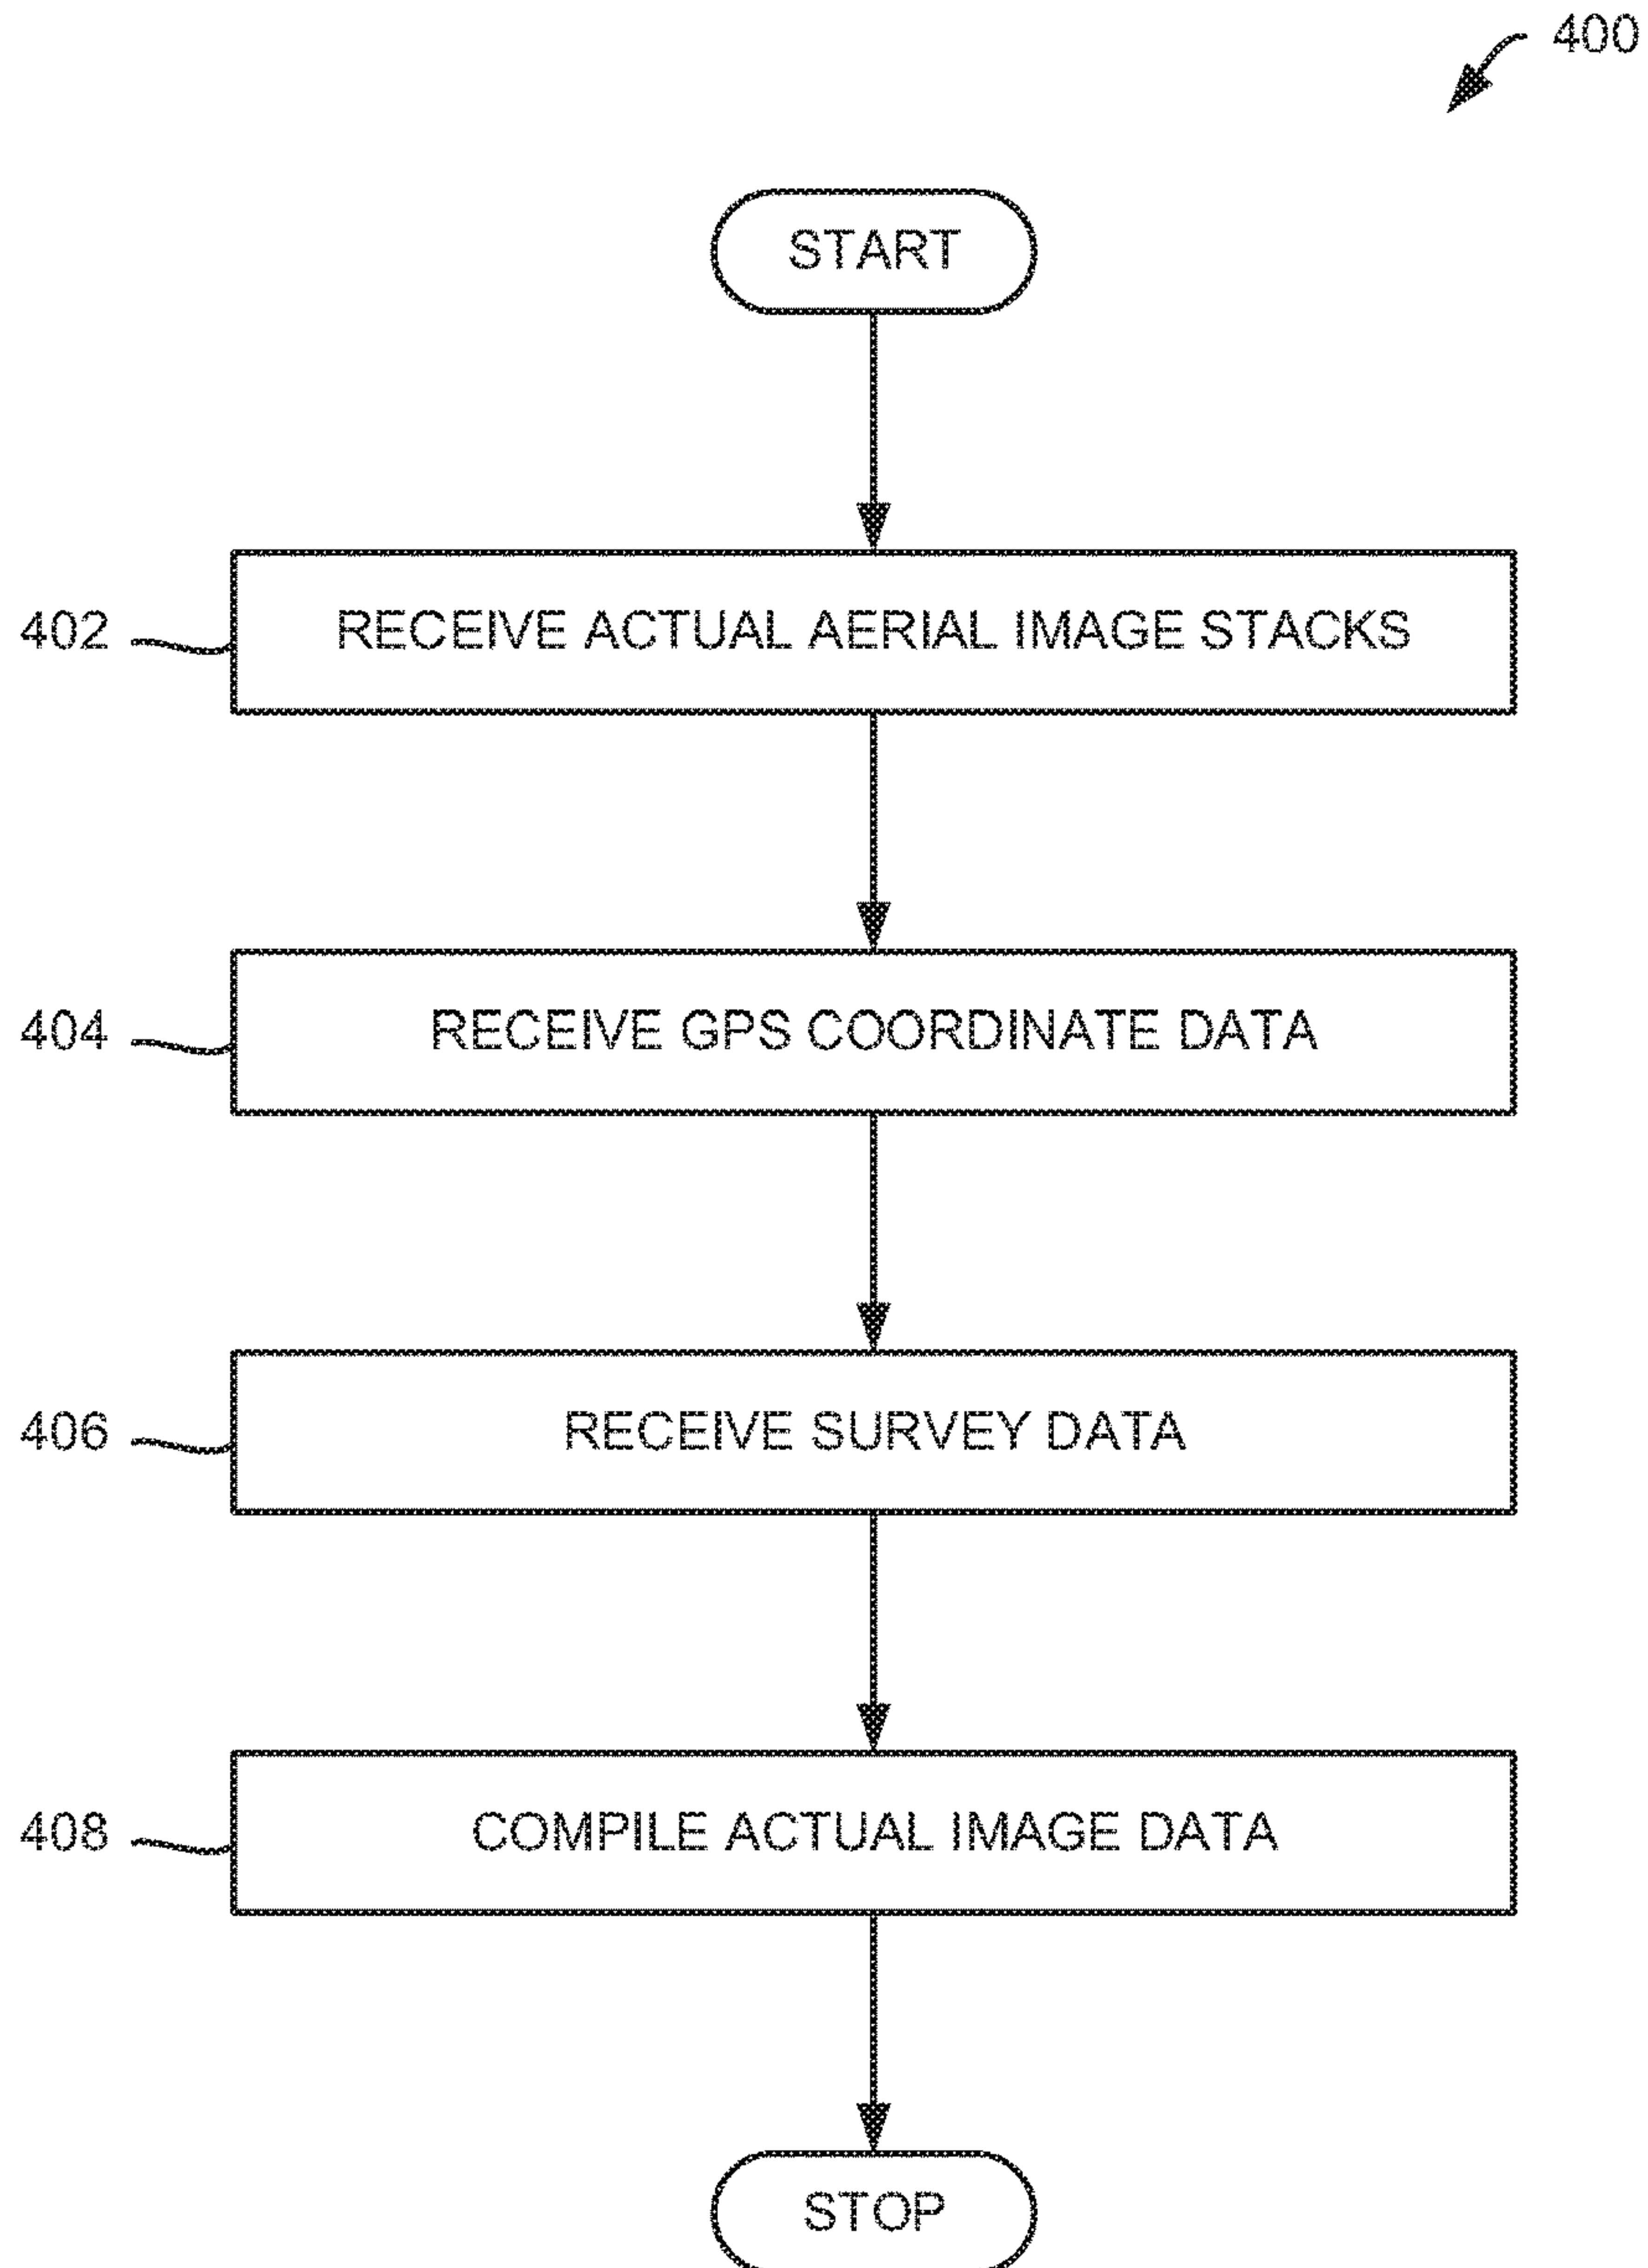 400
START
402 RECEIVE ACTUAL AERIAL IMAGE STACKS
404 RECEIVE GPS COORDINATE DATA
406 RECEIVE SURVEY DATA
408 COMPILE ACTUAL IMAGE DATA
STOP